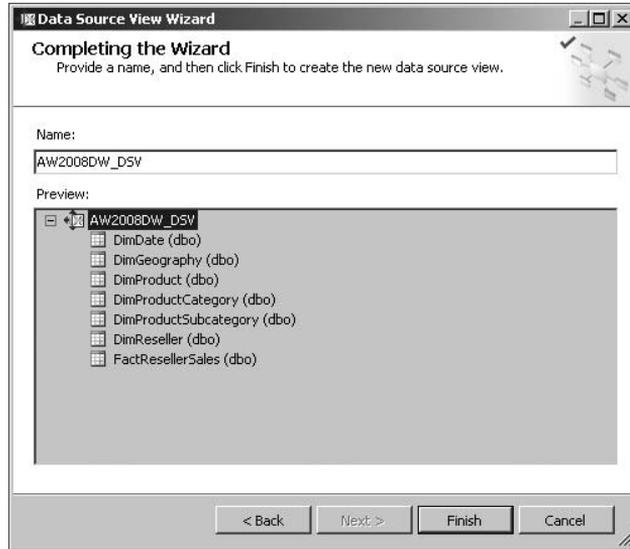 Data Source View Wizard
Completing the Wizard
Provide a name, and then click Finish to create the new data source view.
Name:
AW2008DW_DSV
Preview:
AW2008DW_DSV
DimDate (dbo)
DimGeography (dbo)
DimProduct (dbo)
DimProductCategory (dbo)
DimProductSubcategory (dbo)
DimReseller (dbo)
FactResellerSales (dbo)
< Back
Next >
Finish
Cancel